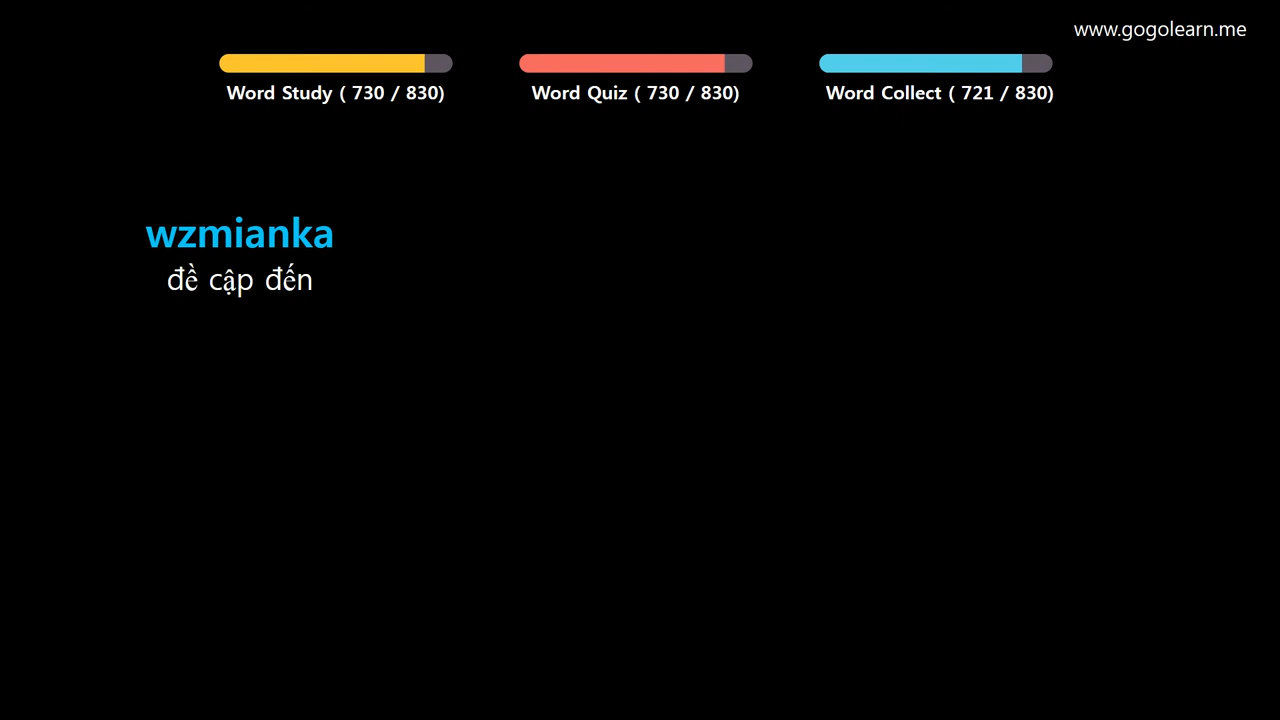 www.gogolearn.me
Word Study ( 730 / 830)
Word Quiz ( 730 / 830)
Word Collect ( 721 / 830)
wzmianka
đề cập đến